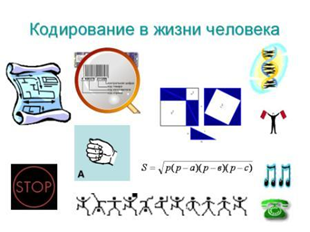 Кодирование в жизни человека
A
S = √p(p − a)(p − в)(p − c)
STOP